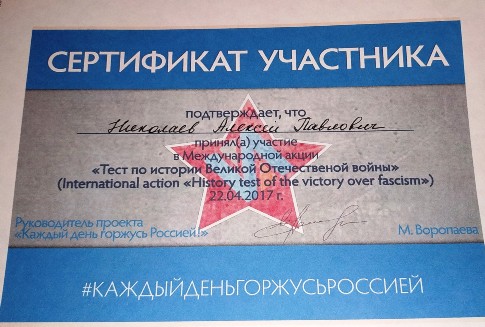 СЕРТИФИКАТ УЧАСТНИКА
подтверждает, что
Николаев Алексей Павлович
принял(а) участие
в Международной акции
«Тест по истории Великой Отечественой войны»
(International action «History test of the victory over fascism»)
22.04.2017 г.
Руководитель проекта
«Каждый день горжусь Россией!»
М. Воропаева
#КАЖДЫЙДЕНЬГОРЖУСЬРОССИЕЙ